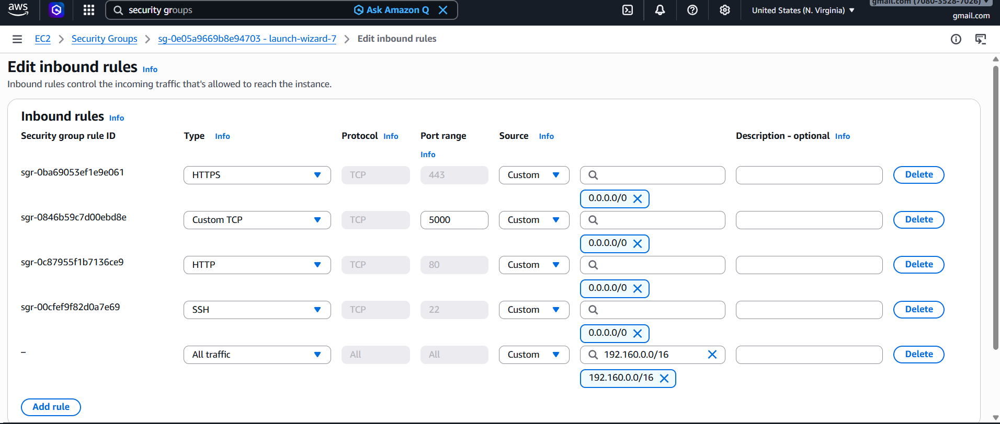 aws
security groups
Ask Amazon Q
United States (N. Virginia)
gmail.com (7080-3528-7026)
gmail.com
EC2
Security Groups
sg-0e05a9669b8e94703 - launch-wizard-7
Edit inbound rules
Edit inbound rules Info
Inbound rules control the incoming traffic that's allowed to reach the instance.
Inbound rules Info
Security group rule ID Type Info Protocol Info Port range Source Info Description - optional Info
Info
sgr-0ba69053ef1e9e061 HTTPS TCP 443 Custom Delete
0.0.0.0/0
sgr-0846b59c7d00ebd8e Custom TCP TCP 5000 Custom Delete
0.0.0.0/0
sgr-0c87955f1b7136ce9 HTTP TCP 80 Custom Delete
0.0.0.0/0
sgr-00cfef9f82d0a7e69 SSH TCP 22 Custom Delete
0.0.0.0/0
– All traffic All All Custom 192.160.0.0/16 Delete
192.160.0.0/16
Add rule